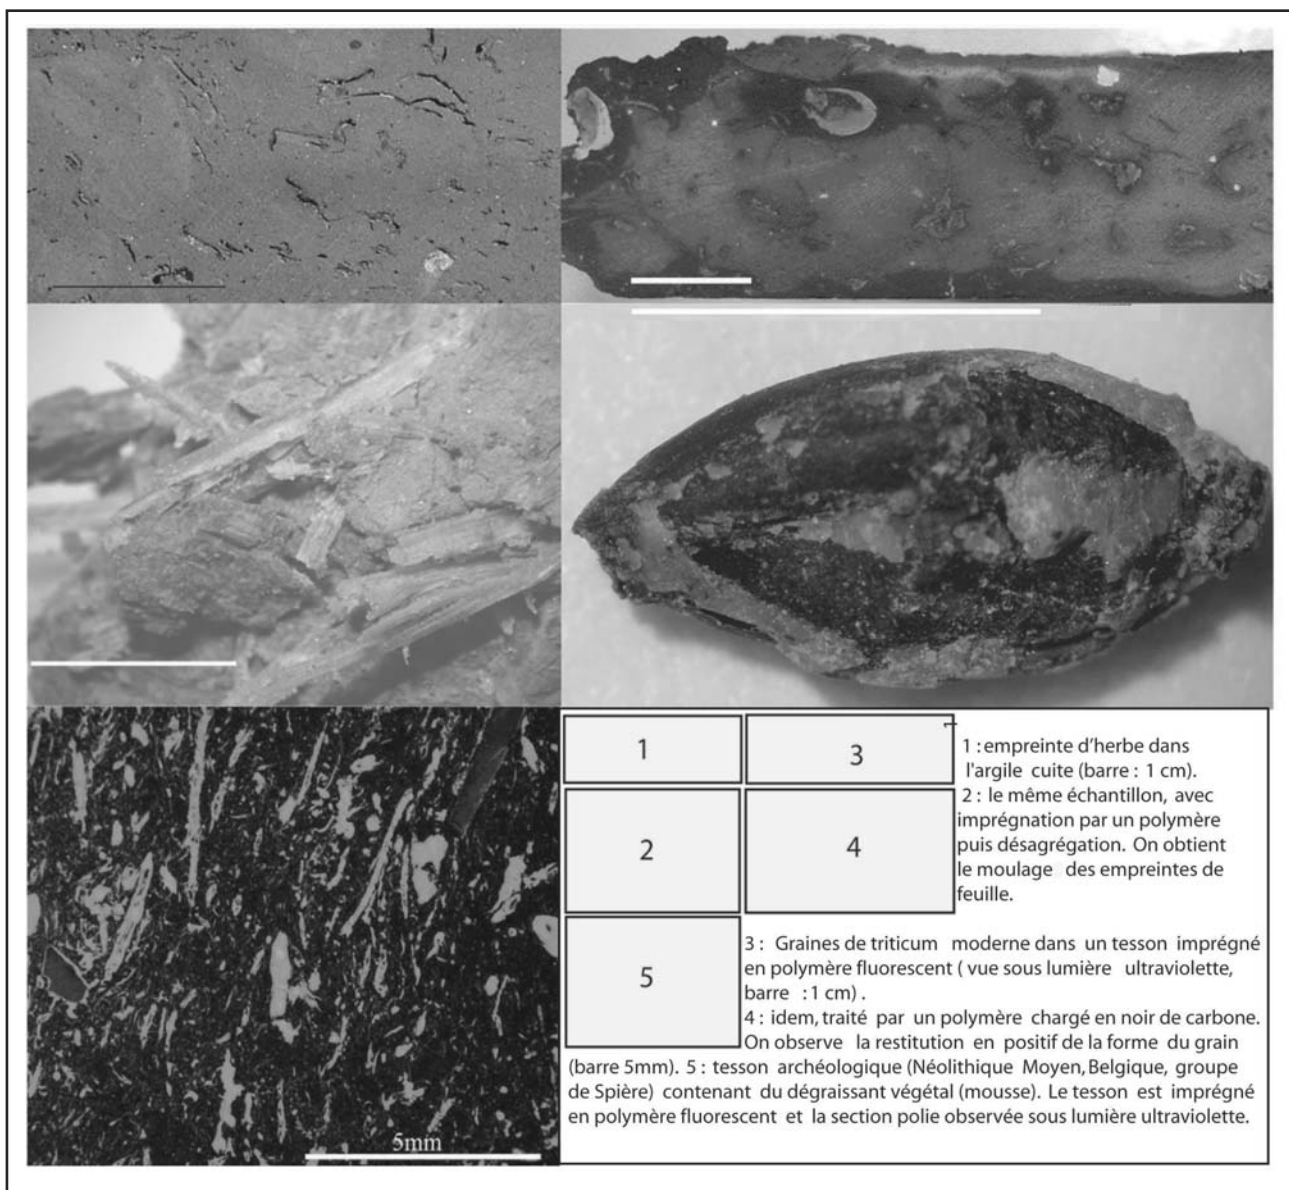 5mm
1
3
2
4
5
1 : empreinte d'herbe dans
l'argile cuite (barre : 1 cm).
2 : le même échantillon, avec
imprégnation par un polymère
puis désagrégation. On obtient
le moulage des empreintes de
feuille.
3 : Graines de triticum moderne dans un tesson imprégné
en polymère fluorescent ( vue sous lumière ultraviolette,
barre : 1 cm) .
4 : idem, traité par un polymère chargé en noir de carbone.
On observe la restitution en positif de la forme du grain
(barre 5mm). 5 : tesson archéologique (Néolithique Moyen, Belgique, groupe
de Spière) contenant du dégraissant végétal (mousse). Le tesson est imprégné
en polymère fluorescent et la section polie observée sous lumière ultraviolette.